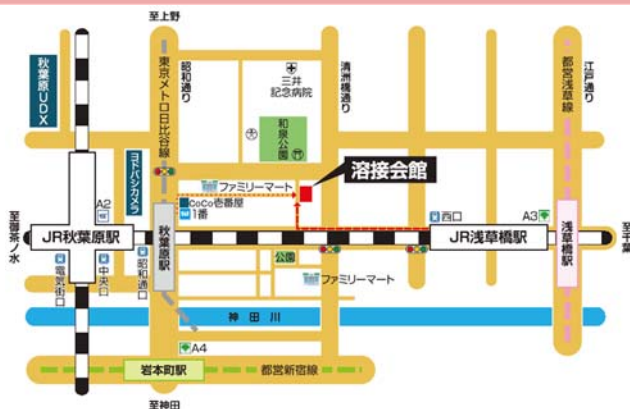 至上野
秋葉原UDX
東京メトロ日比谷線
昭和通り
三井
記念病院
清洲橋通り
都営浅草線
江戸通り
和泉公園
溶接会館
ヨドバシカメラ
A2
ファミリーマート
CoCo壱番屋
1番
西口
A3
至御茶ノ水
JR秋葉原駅
秋葉原駅
JR浅草橋駅
浅草橋駅
至千葉
電気街口
中央口
昭和通口
公園
ファミリーマート
神田川
A4
岩本町駅
都営新宿線
至神田